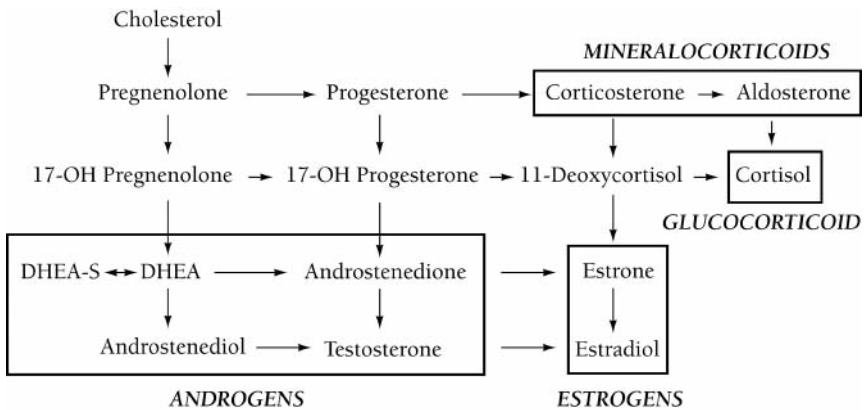 Cholesterol
MINERALOCORTICOIDS
Pregnenolone Progesterone Corticosterone Aldosterone
17-OH Pregnenolone 17-OH Progesterone 11-Deoxycortisol Cortisol
GLUCOCORTICOID
DHEA-S DHEA Androstenedione Estrone
Androstenediol Testosterone Estradiol
ANDROGENS ESTROGENS